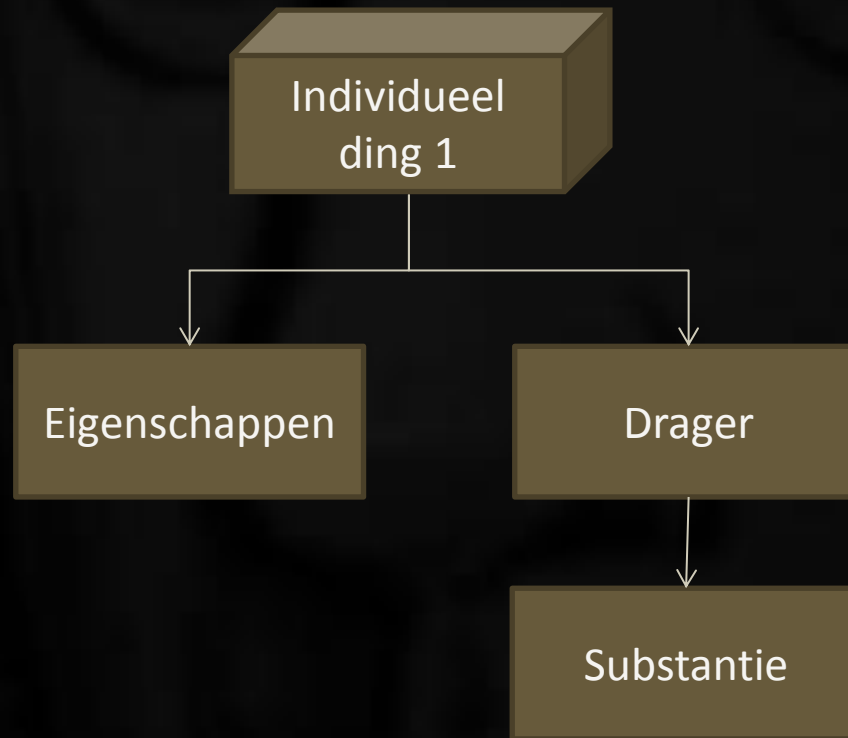 Individueel
ding 1
Eigenschappen
Drager
Substantie